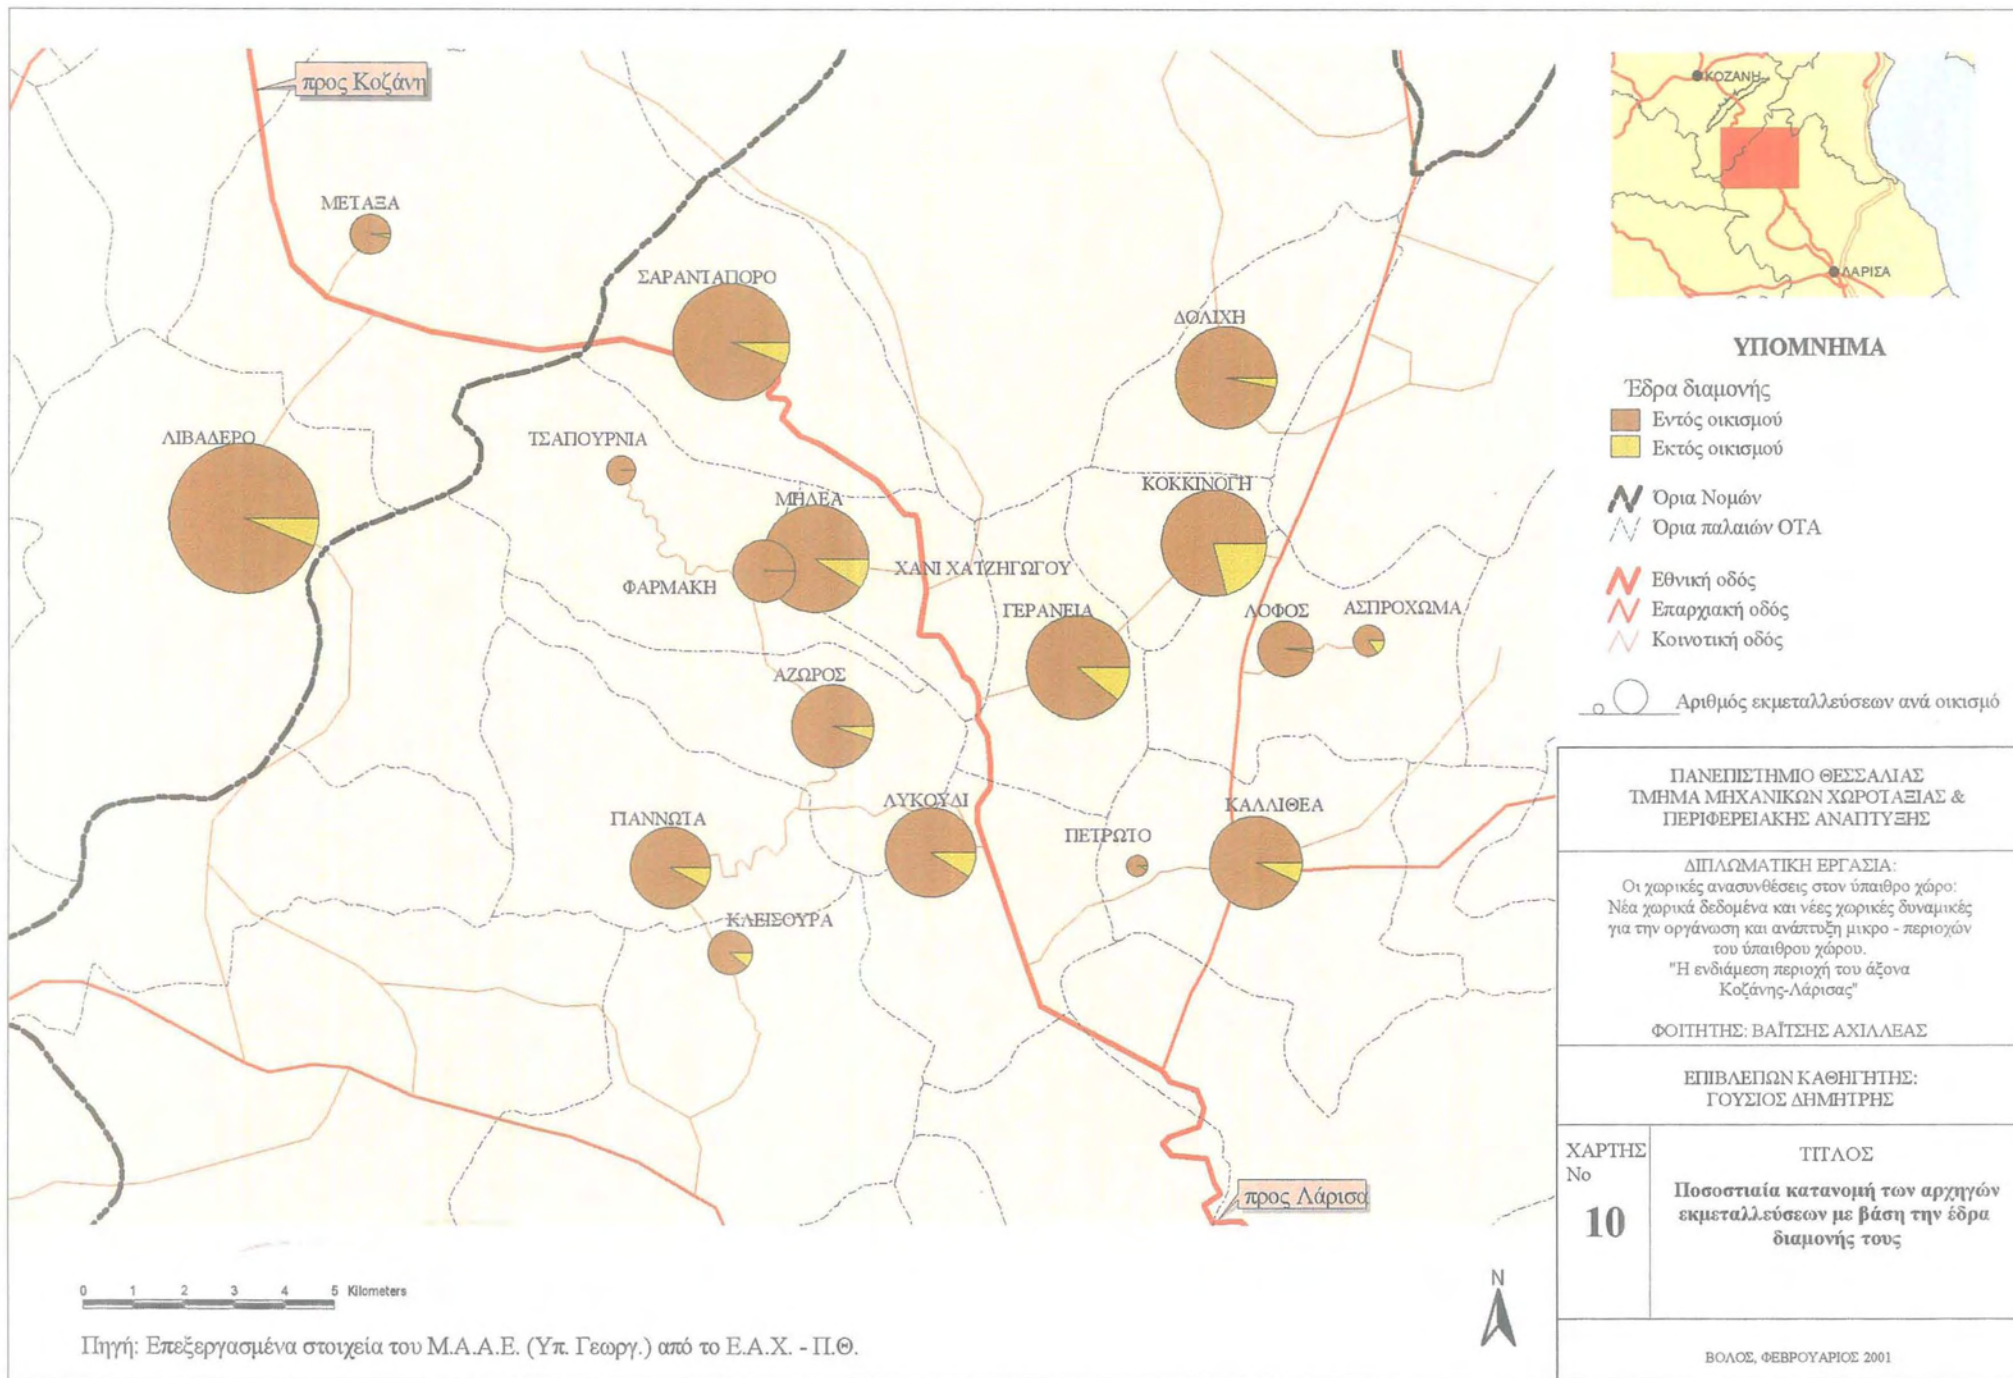 προς Κοζάνη
ΜΕΤΑΞΑ
ΣΑΡΑΝΤΑΠΟΡΟ
ΔΟΛΙΧΗ
ΛΙΒΑΔΕΡΟ
ΤΣΑΠΟΥΡΝΙΑ
ΜΗΛΕΑ
ΚΟΚΚΙΝΟΓΗ
ΦΑΡΜΑΚΗ
ΧΑΝΙ ΧΑΤΖΗΓΩΓΟΥ
ΓΕΡΑΝΕΙΑ
ΛΟΦΟΣ
ΑΣΠΡΟΧΩΜΑ
ΑΖΩΡΟΣ
ΓΙΑΝΝΩΤΑ
ΛΥΚΟΥΔΙ
ΠΕΤΡΩΤΟ
ΚΑΛΛΙΘΕΑ
ΚΛΕΙΣΟΥΡΑ
προς Λάρισα
0 1 2 3 4 5 Kilometers
N
Πηγή: Επεξεργασμένα στοιχεία του Μ.Α.Α.Ε. (Υπ. Γεωργ.) από το Ε.Α.Χ. - Π.Θ.
ΚΟΖΑΝΗ
ΛΑΡΙΣΑ
ΥΠΟΜΝΗΜΑ
Έδρα διαμονής
Εντός οικισμού
Εκτός οικισμού
Όρια Νομών
Όρια παλαιών ΟΤΑ
Εθνική οδός
Επαρχιακή οδός
Κοινοτική οδός
Αριθμός εκμεταλλεύσεων ανά οικισμό
ΠΑΝΕΠΙΣΤΗΜΙΟ ΘΕΣΣΑΛΙΑΣ
ΤΜΗΜΑ ΜΗΧΑΝΙΚΩΝ ΧΩΡΟΤΑΞΙΑΣ &
ΠΕΡΙΦΕΡΕΙΑΚΗΣ ΑΝΑΠΤΥΞΗΣ
ΔΙΠΛΩΜΑΤΙΚΗ ΕΡΓΑΣΙΑ:
Οι χωρικές ανασυνθέσεις στον ύπαιθρο χώρο:
Νέα χωρικά δεδομένα και νέες χωρικές δυναμικές
για την οργάνωση και ανάπτυξη μικρο - περιοχών
του ύπαιθρου χώρου.
"Η ενδιάμεση περιοχή του άξονα
Κοζάνης-Λάρισας"
ΦΟΙΤΗΤΗΣ: ΒΑΪΤΣΗΣ ΑΧΙΛΛΕΑΣ
ΕΠΙΒΛΕΠΩΝ ΚΑΘΗΓΗΤΗΣ:
ΓΟΥΣΙΟΣ ΔΗΜΗΤΡΗΣ
ΧΑΡΤΗΣ
Νο
10
ΤΙΤΛΟΣ
Ποσοστιαία κατανομή των αρχηγών
εκμεταλλεύσεων με βάση την έδρα
διαμονής τους
ΒΟΛΟΣ, ΦΕΒΡΟΥΑΡΙΟΣ 2001